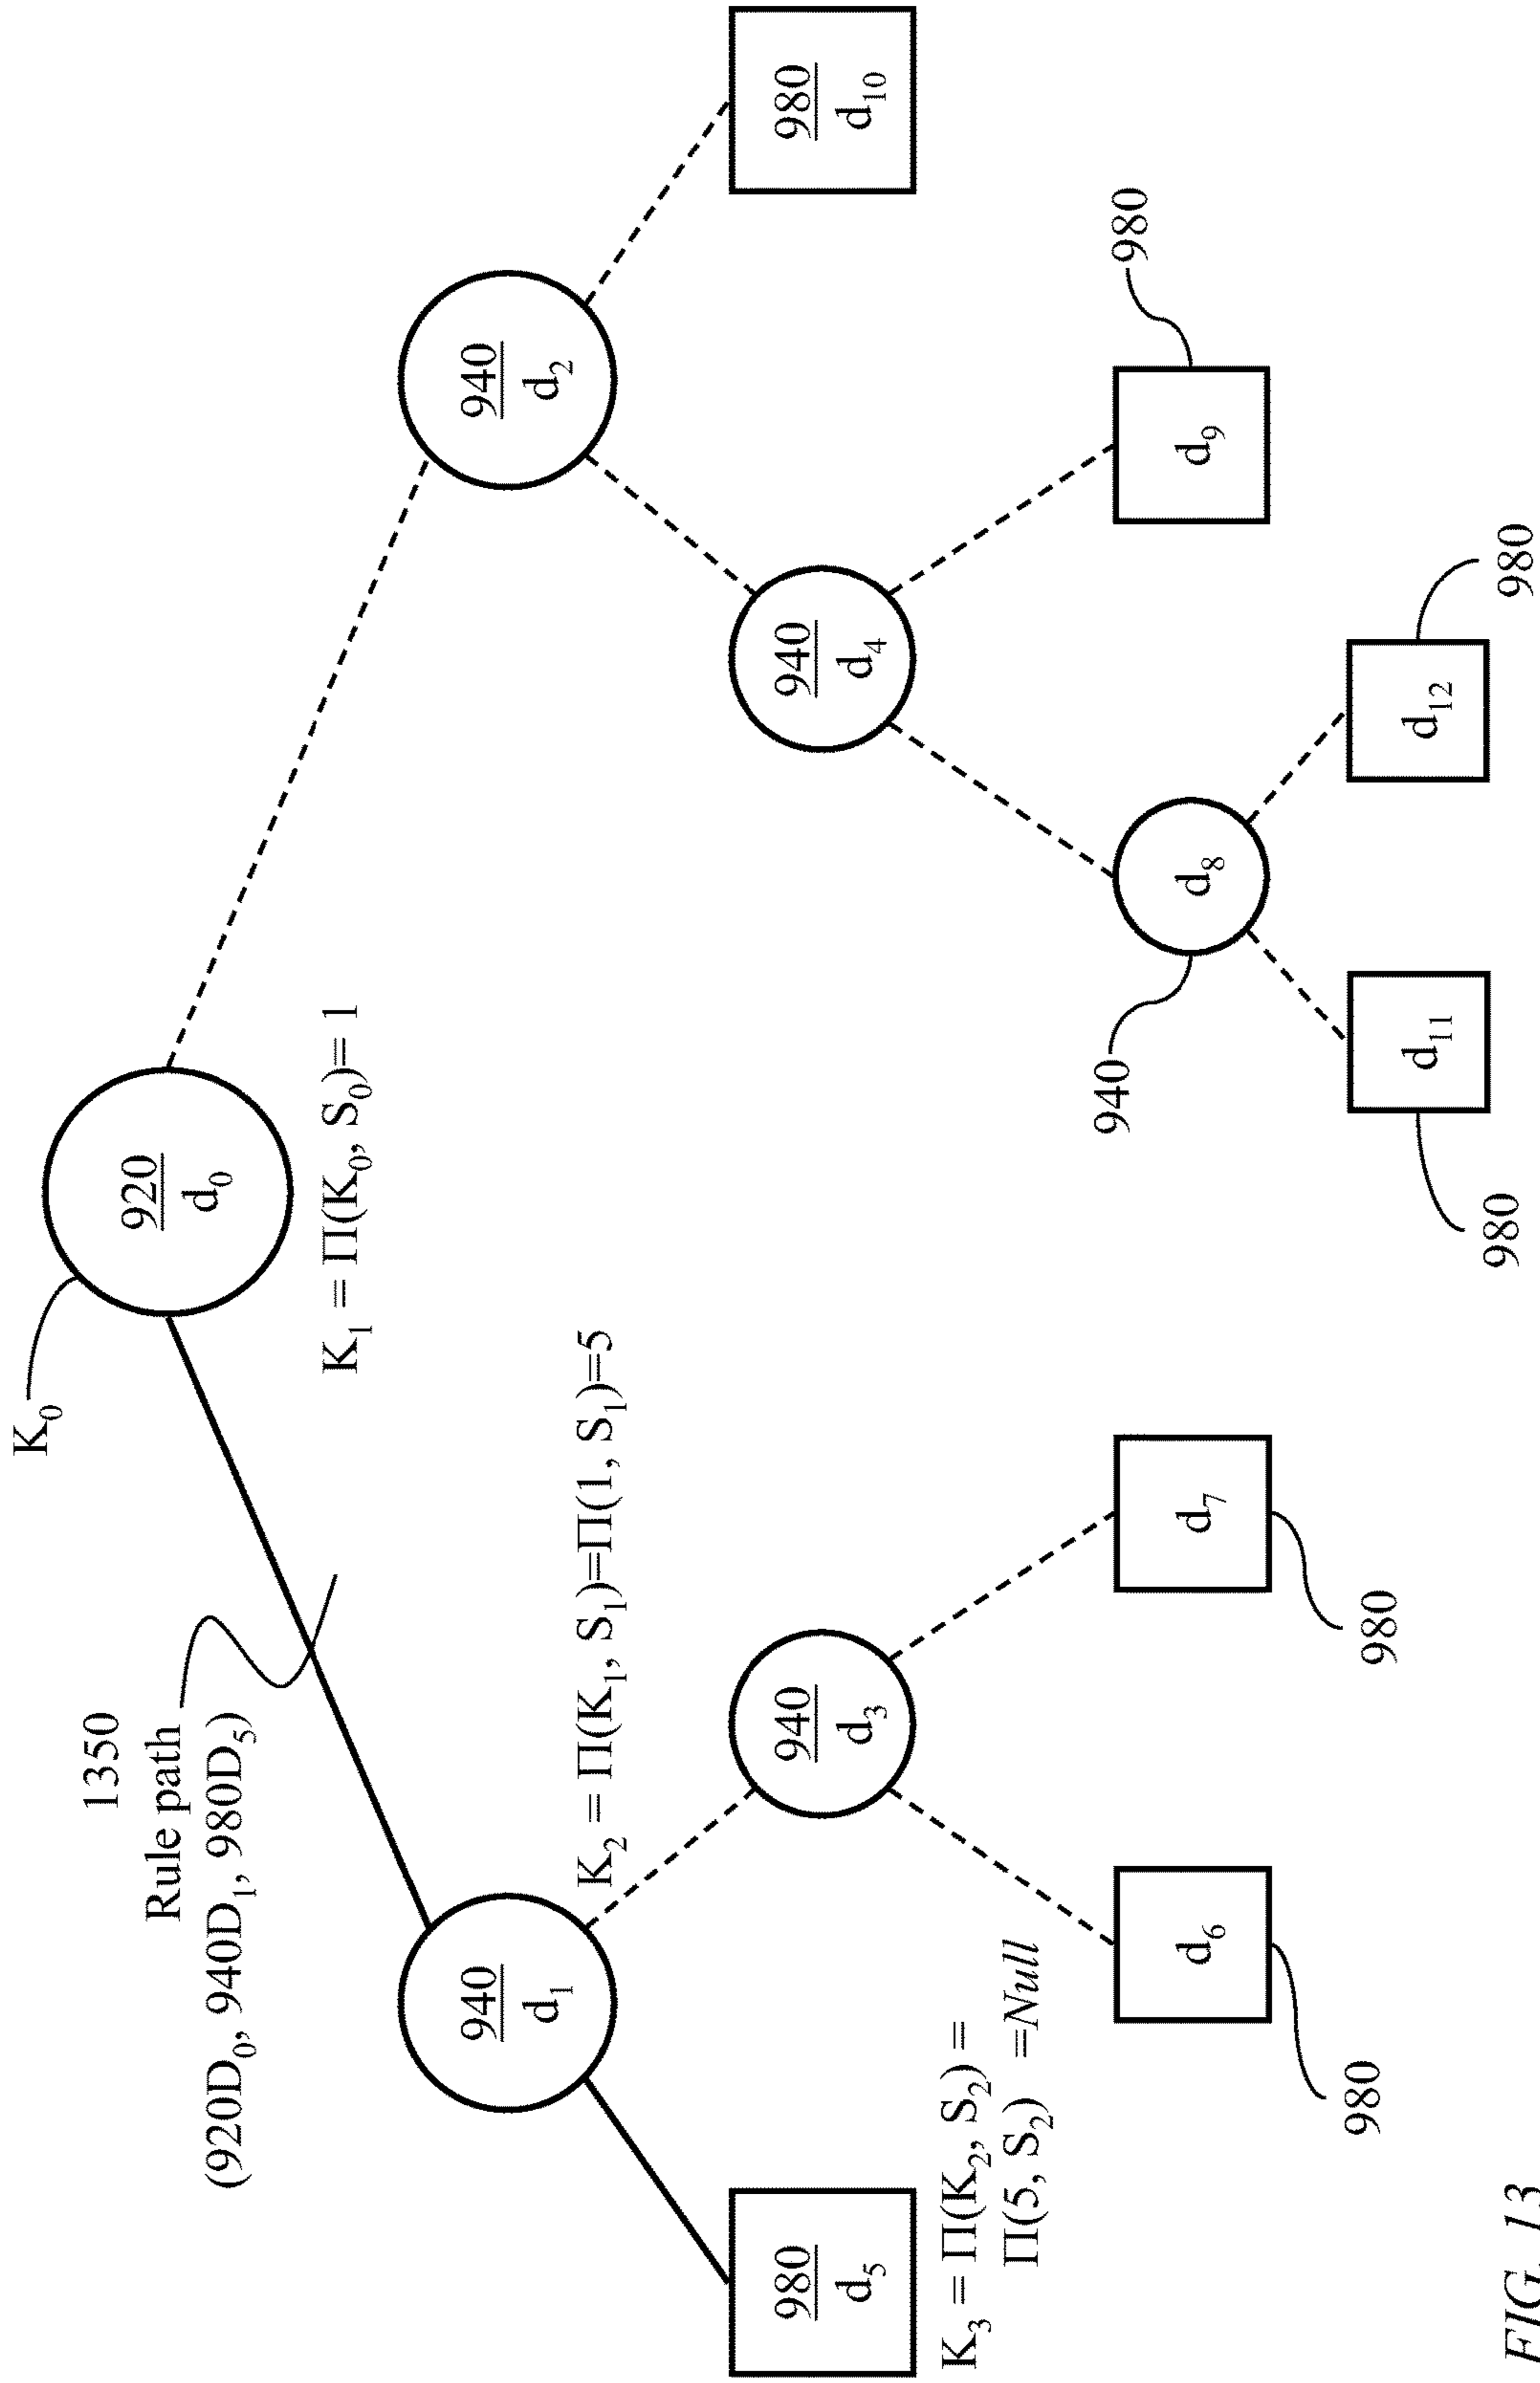 K₀
920
d₀
K₁ = Π(K₀, S₀)= 1
1350
Rule path
(920D₀, 940D₁, 980D₅)
940
d₁
940
d₂
K₂ = Π(K₁, S₁)=Π(1, S₁)=5
980
d₅
940
d₃
940
d₄
980
d₁₀
K₃ = Π(K₂, S₂) =
Π(5, S₂) =Null
d₆
980
d₇
980
940
d₈
d₉
980
d₁₁
980
d₁₂
980
FIG. 13